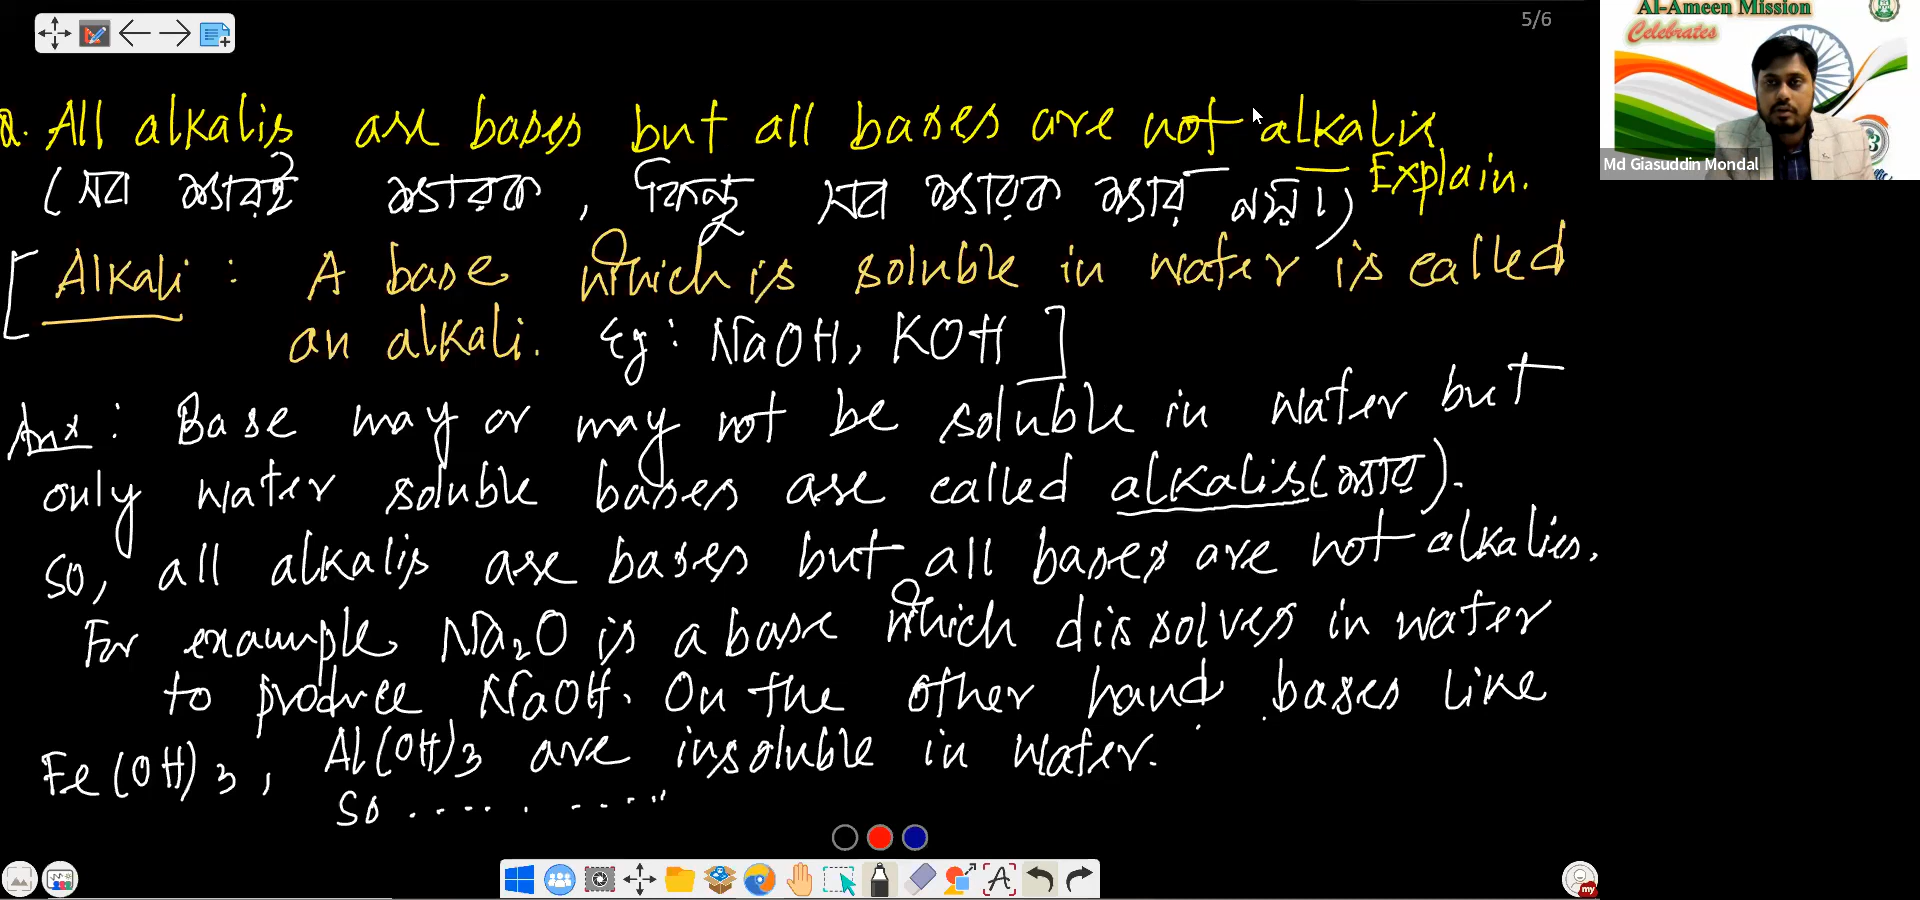 5/6
Al-Ameen Mission
Celebrates
Md Giasuddin Mondal
Q. All alkalis are bases but all bases are not alkalis
Explain.
(সব ক্ষারই ক্ষারক, কিন্তু সব ক্ষারক ক্ষার নয়।)
[Alkali : A base which is soluble in water is called
an alkali. Eg: NaOH, KOH]
Ans : Base may or may not be soluble in water but
only water soluble bases are called alkalis (ক্ষার).
So, all alkalis are bases but all bases are not alkalies.
For example Na₂O is a base which dissolves in water
to produce NaOH. On the other hand bases like
Fe(OH)3, Al(OH)3 are insoluble in water.
So .... . ....
my